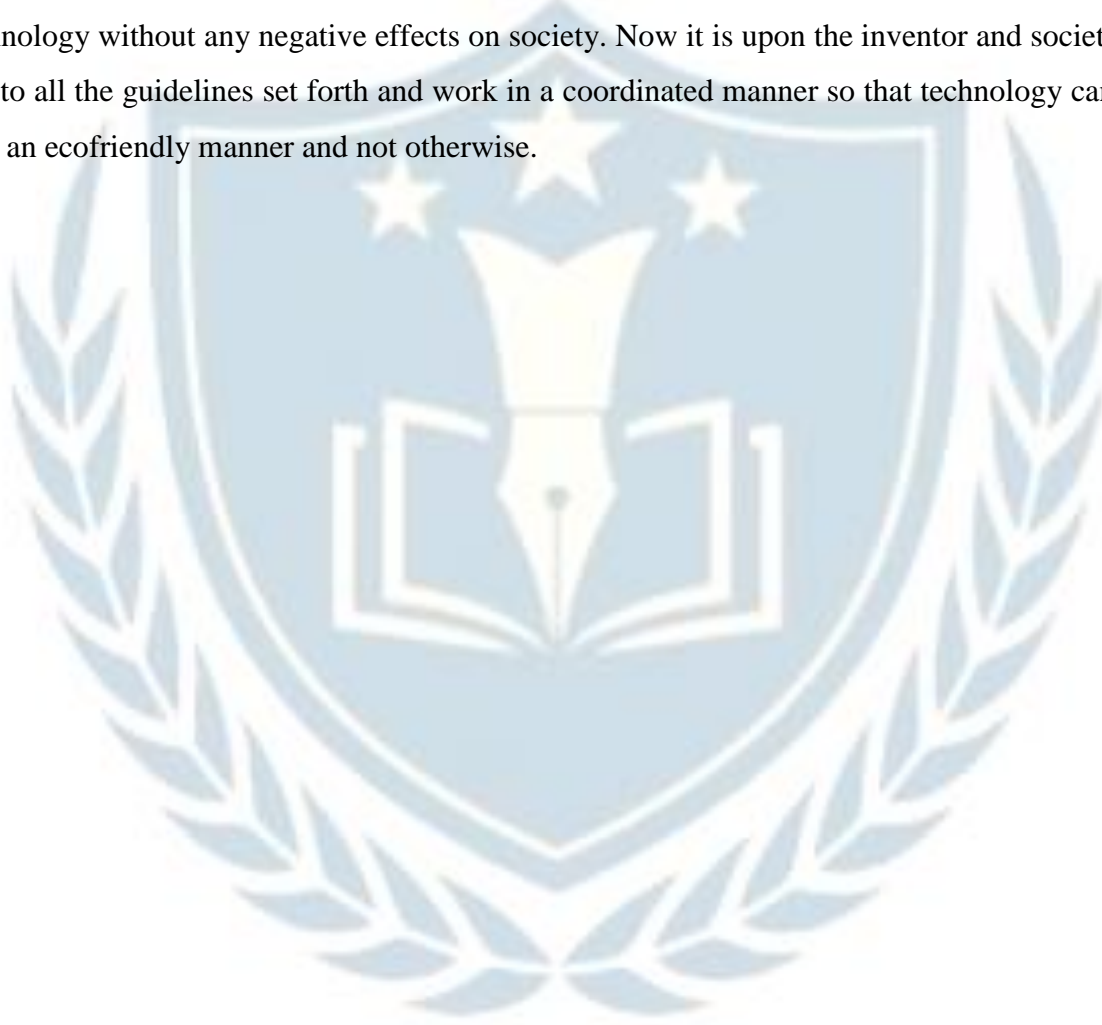 nology without any negative effects on society. Now it is upon the inventor and societ
to all the guidelines set forth and work in a coordinated manner so that technology ca
an ecofriendly manner and not otherwise.